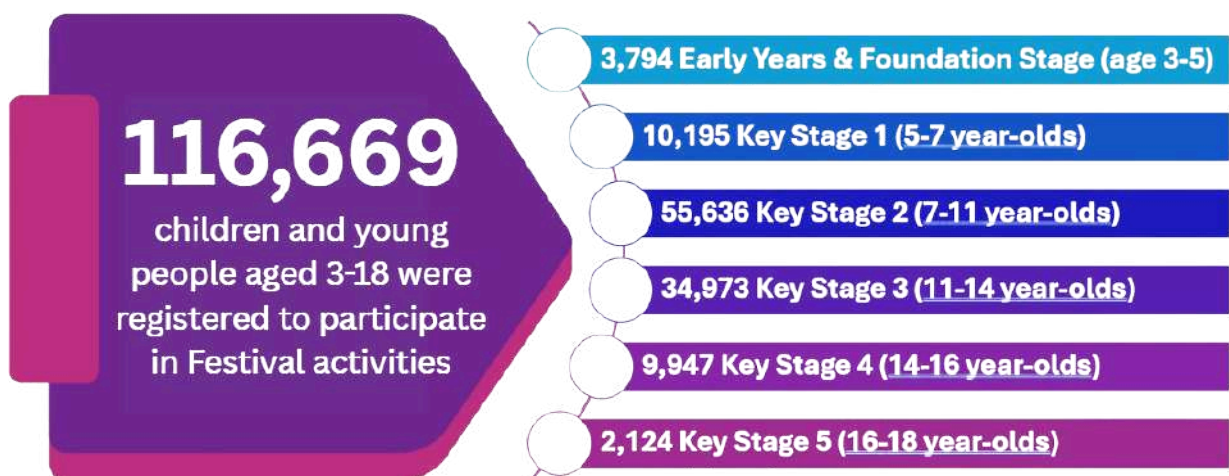 116,669
children and young
people aged 3-18 were
registered to participate
in Festival activities
3,794 Early Years & Foundation Stage (age 3-5)
10,195 Key Stage 1 (5-7 year-olds)
55,636 Key Stage 2 (7-11 year-olds)
34,973 Key Stage 3 (11-14 year-olds)
9,947 Key Stage 4 (14-16 year-olds)
2,124 Key Stage 5 (16-18 year-olds)